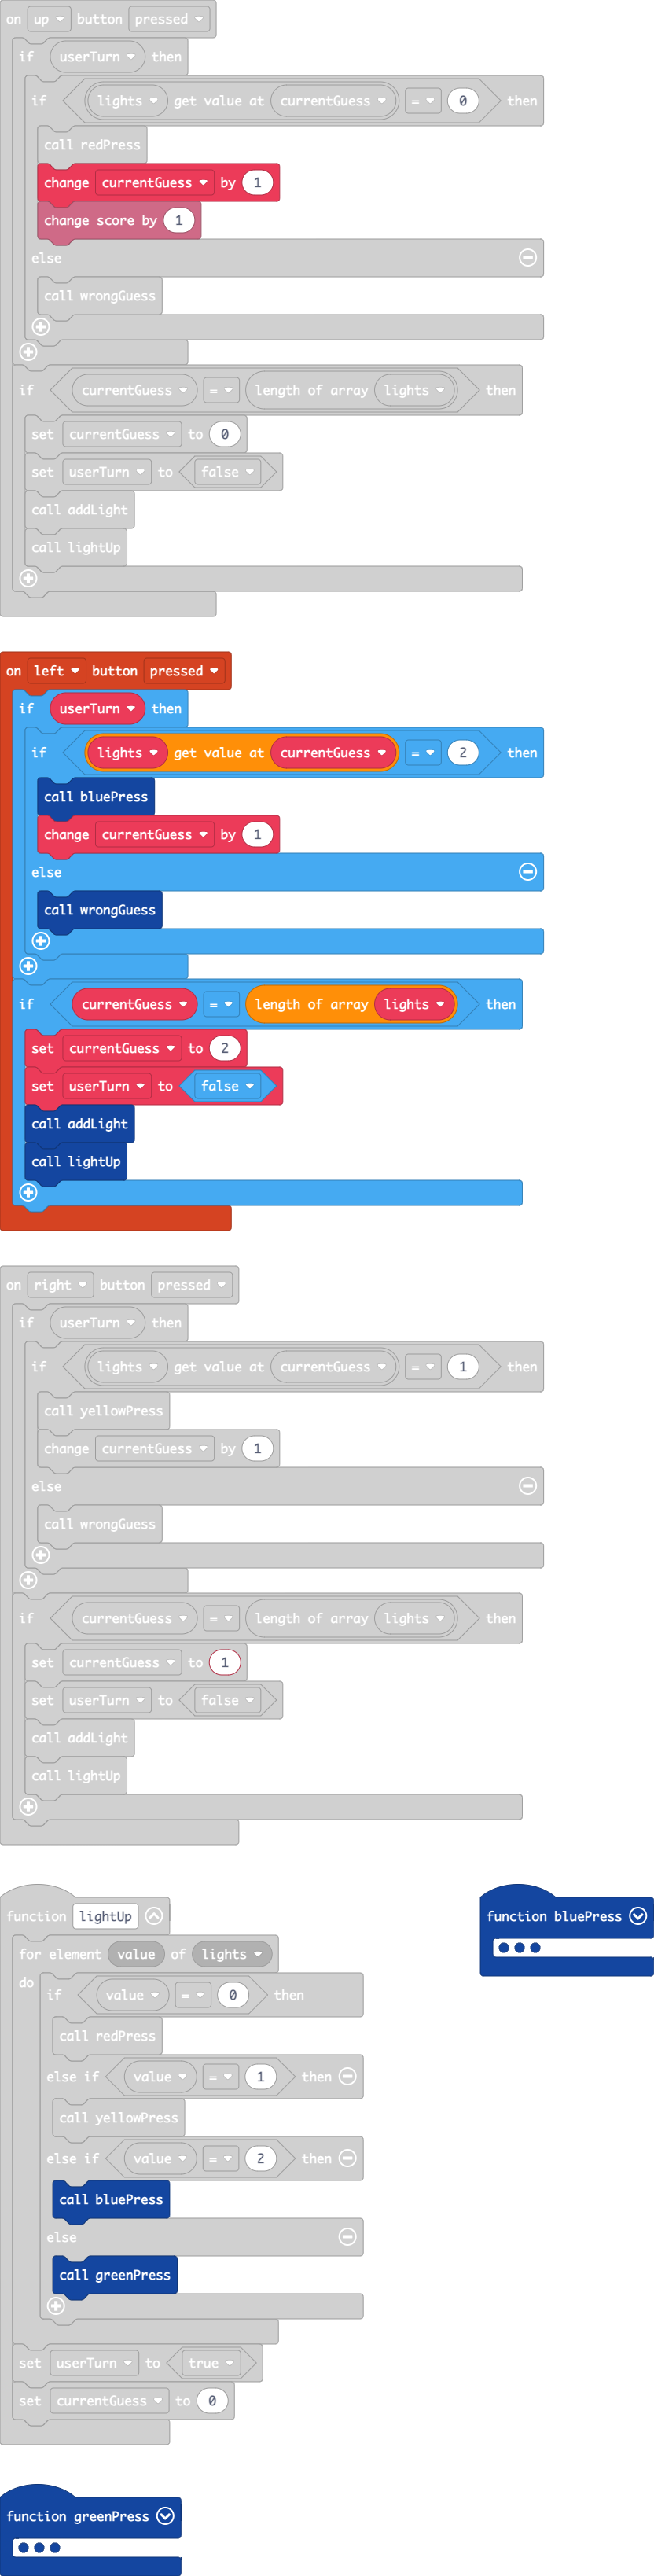 on up button pressed
if userTurn then
if lights get value at currentGuess = 0 then
call redPress
change currentGuess by 1
change score by 1
else
call wrongGuess
if currentGuess = length of array lights then
set currentGuess to 0
set userTurn to false
call addLight
call lightUp
on left button pressed
if userTurn then
if lights get value at currentGuess = 2 then
call bluePress
change currentGuess by 1
else
call wrongGuess
if currentGuess = length of array lights then
set currentGuess to 2
set userTurn to false
call addLight
call lightUp
on right button pressed
if userTurn then
if lights get value at currentGuess = 1 then
call yellowPress
change currentGuess by 1
else
call wrongGuess
if currentGuess = length of array lights then
set currentGuess to 1
set userTurn to false
call addLight
call lightUp
function lightUp
for element value of lights
do
if value = 0 then
call redPress
else if value = 1 then
call yellowPress
else if value = 2 then
call bluePress
else
call greenPress
set userTurn to true
set currentGuess to 0
function bluePress
function greenPress